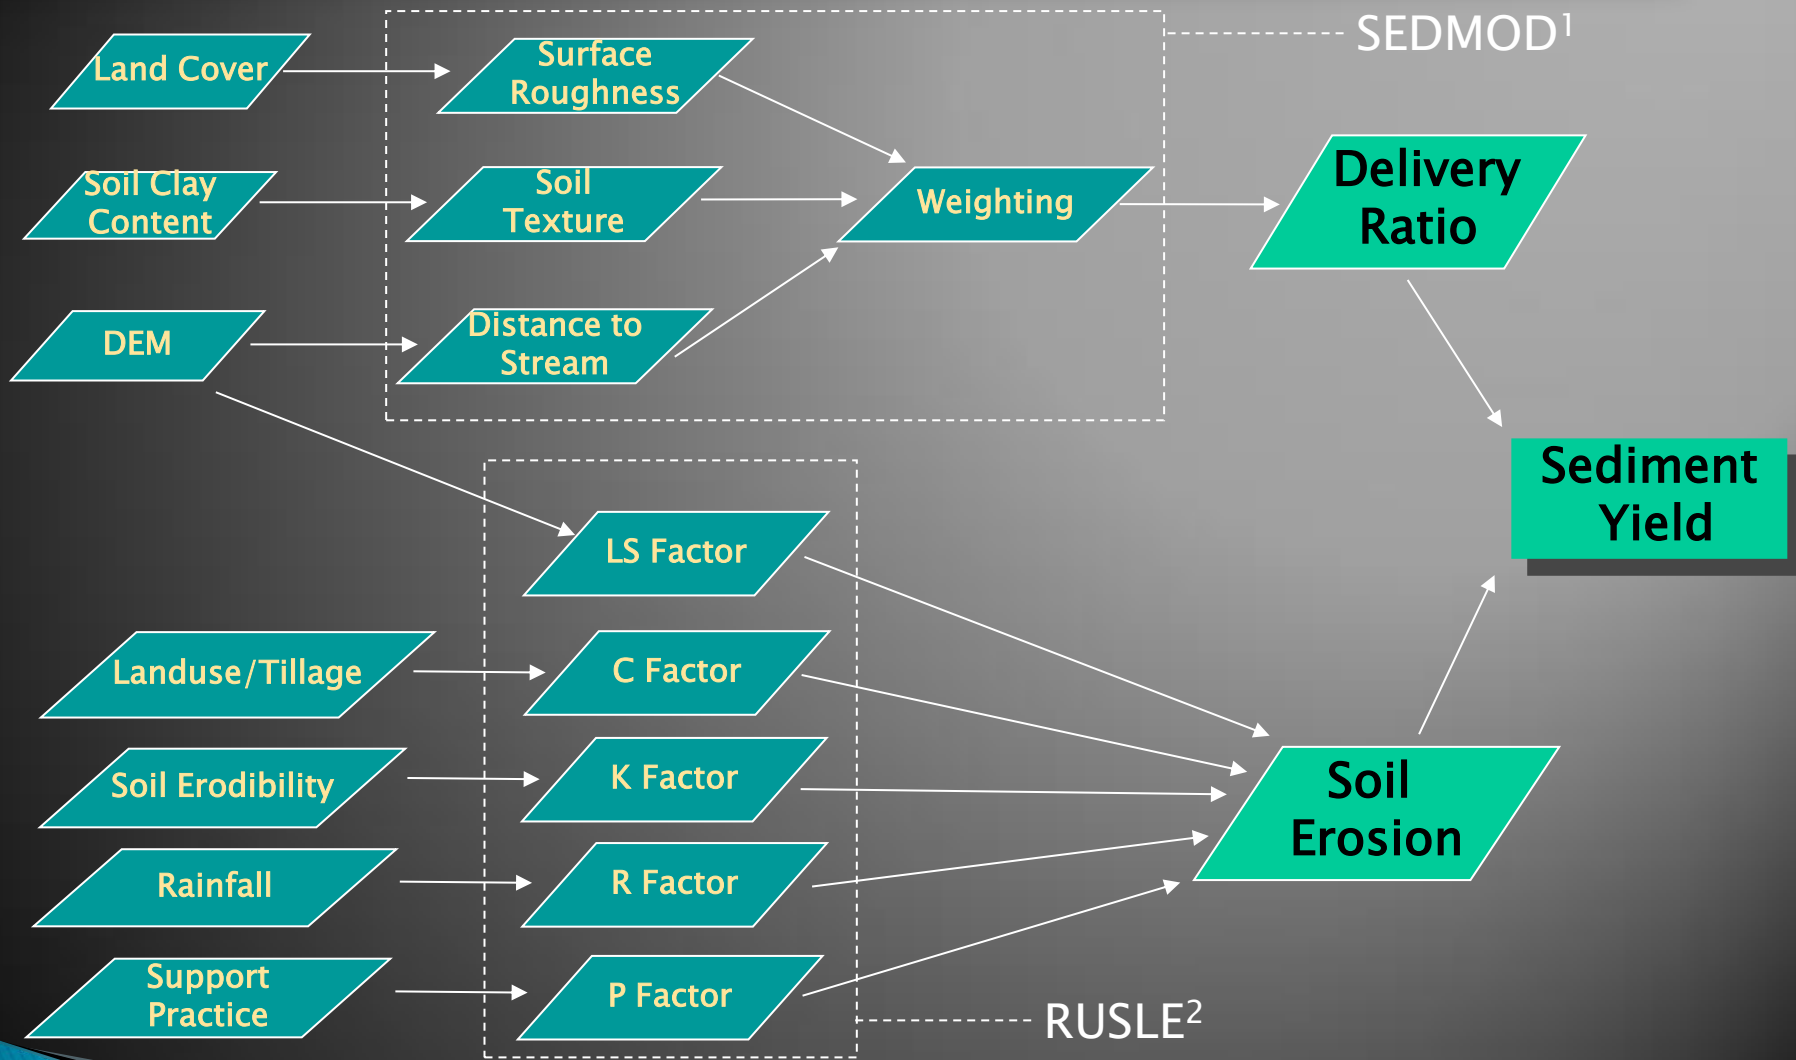 SEDMOD1
Land Cover
Surface
Roughness
Soil Clay
Content
Soil
Texture
Weighting
Delivery
Ratio
DEM
Distance to
Stream
Sediment
Yield
LS Factor
Landuse/Tillage
C Factor
Soil Erodibility
K Factor
Soil
Erosion
Rainfall
R Factor
Support
Practice
P Factor
RUSLE2